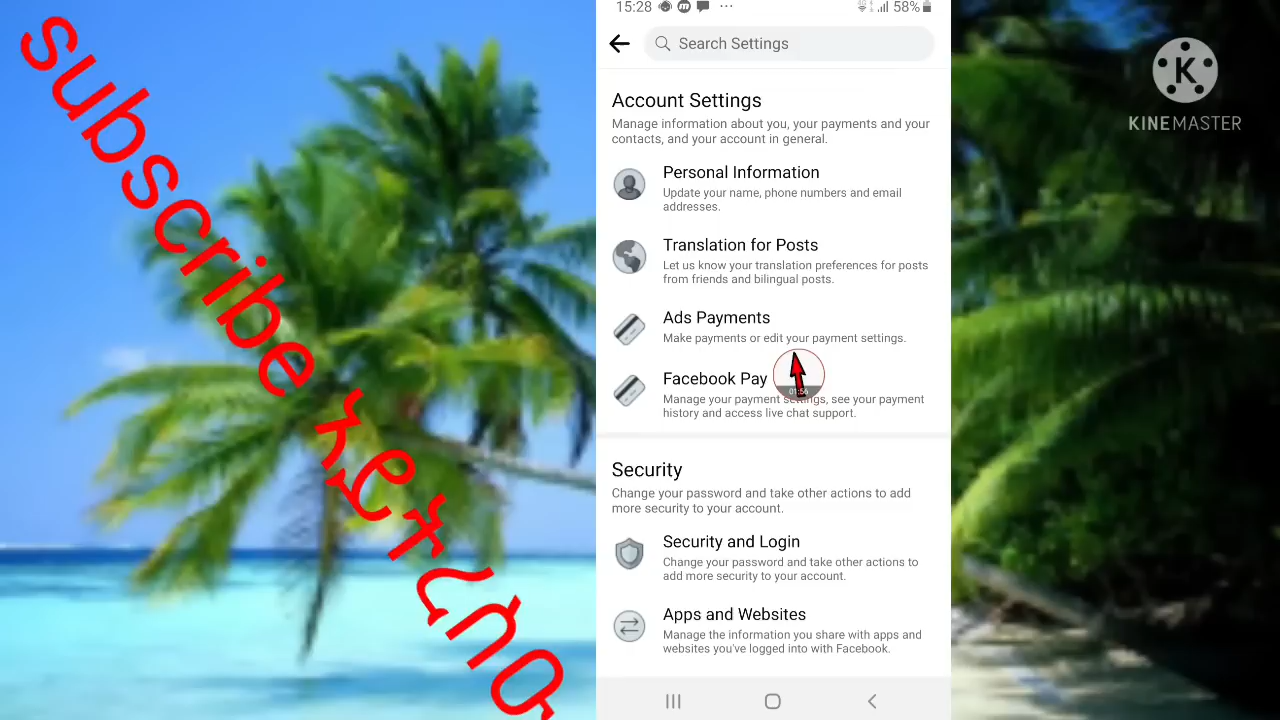 subscribe ኢድተረሱ
15:28 58%
Search Settings
Account Settings
Manage information about you, your payments and your
contacts, and your account in general.
Personal Information
Update your name, phone numbers and email
addresses.
Translation for Posts
Let us know your translation preferences for posts
from friends and bilingual posts.
Ads Payments
Make payments or edit your payment settings.
Facebook Pay
01:56
Manage your payment settings, see your payment
history and access live chat support.
Security
Change your password and take other actions to add
more security to your account.
Security and Login
Change your password and take other actions to
add more security to your account.
Apps and Websites
Manage the information you share with apps and
websites you've logged into with Facebook.
K
KINEMASTER